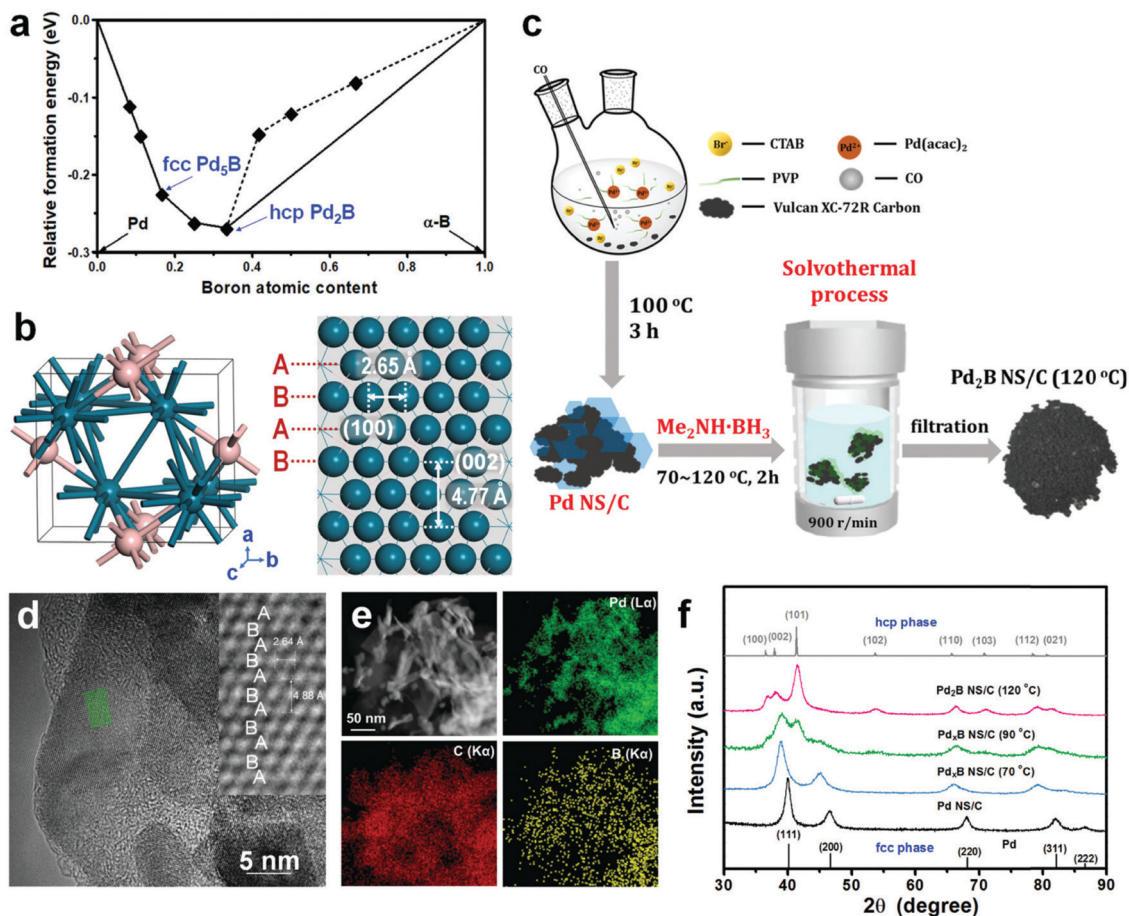 a
Relative formation energy (eV)
0.0
-0.1
-0.2
-0.3
fcc Pd₅B
hcp Pd₂B
Pd
α-B
0.0
0.2
0.4
0.6
0.8
1.0
Boron atomic content
b
a
b
c
A
B
A
B
2.65 Å
(100)
(002)
4.77 Å
c
CO
Br⁻
CTAB
Pd²⁺
Pd(acac)₂
PVP
CO
Vulcan XC-72R Carbon
100 °C
3 h
Pd NS/C
Me₂NH·BH₃
70~120 °C, 2h
Solvothermal
process
900 r/min
filtration
Pd₂B NS/C (120 °C)
d
A
B
A
B
A
B
A
B
A
2.64 Å
4.88 Å
5 nm
e
50 nm
Pd (Lα)
C (Kα)
B (Kα)
f
Intensity (a.u.)
hcp phase
(100)
(002)
(101)
(102)
(110)
(103)
(112)
(021)
Pd₂B NS/C (120 °C)
PdₓB NS/C (90 °C)
PdₓB NS/C (70 °C)
Pd NS/C
(111)
(200)
fcc phase
(220)
Pd
(311)
(222)
30
40
50
60
70
80
90
2θ (degree)